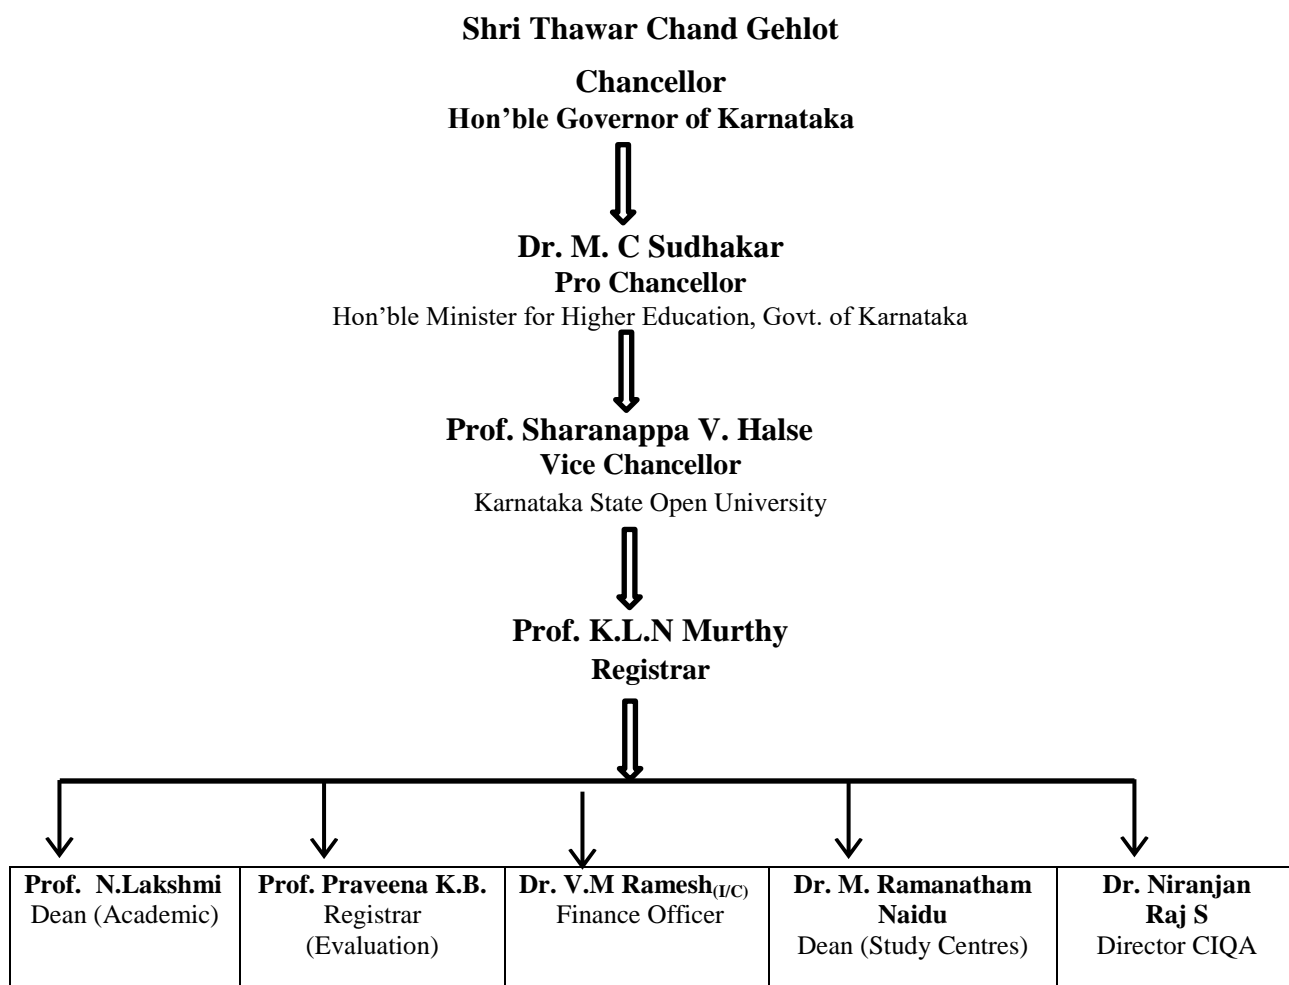 Shri Thawar Chand Gehlot
Chancellor
Hon’ble Governor of Karnataka
Dr. M. C Sudhakar
Pro Chancellor
Hon’ble Minister for Higher Education, Govt. of Karnataka
Prof. Sharanappa V. Halse
Vice Chancellor
Karnataka State Open University
Prof. K.L.N Murthy
Registrar
Prof. N.Lakshmi
Dean (Academic)
Prof. Praveena K.B.
Registrar
(Evaluation)
Dr. V.M Ramesh(I/C)
Finance Officer
Dr. M. Ramanatham
Naidu
Dean (Study Centres)
Dr. Niranjan
Raj S
Director CIQA